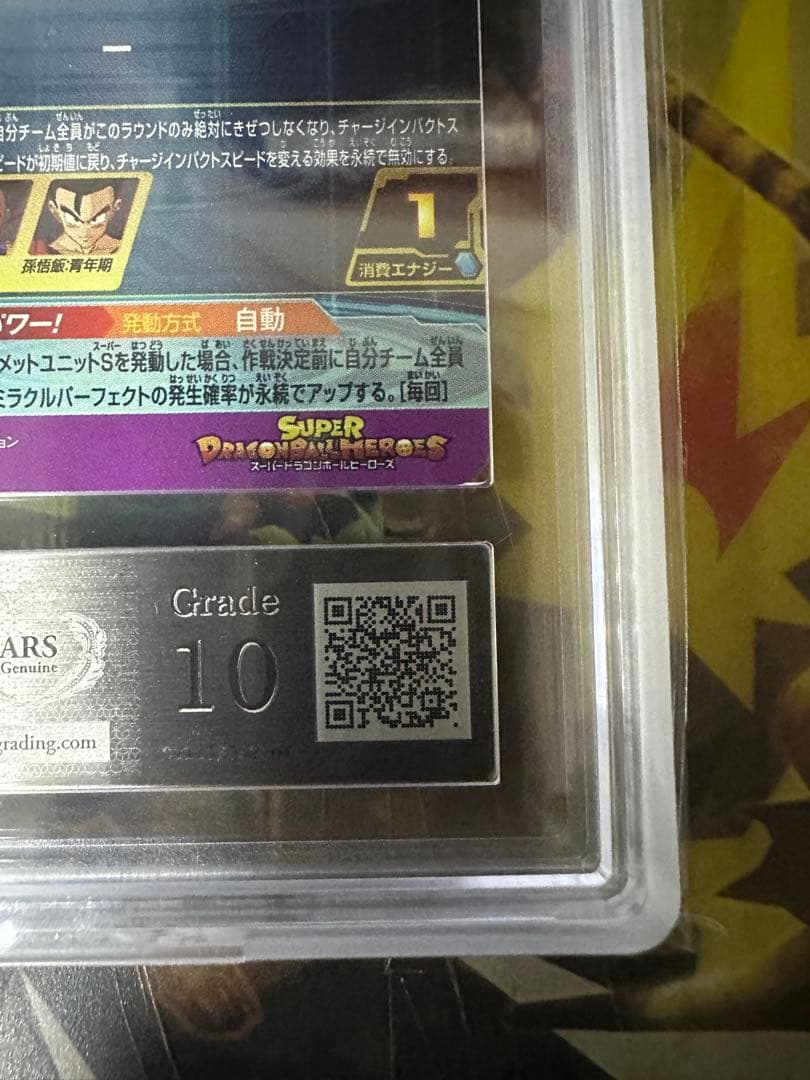 自分チーム全員がこのラウンドのみ絶対にきぜつしなくなり、チャージインパクトス
ピードが初期値に戻り、チャージインパクトスピードを変える効果を永続で無効にする。
1
孫悟飯:青年期
消費エナジー
パワー! 発動方式 自動
メットユニットSを発動した場合、作戦決定前に自分チーム全員
ミラクルパーフェクトの発生確率が永続でアップする。[毎回]
ョン
SUPER
DRAGONBALL HEROES
スーパードラゴンボールヒーローズ
Grade
10
ARS
Genuine
grading.com